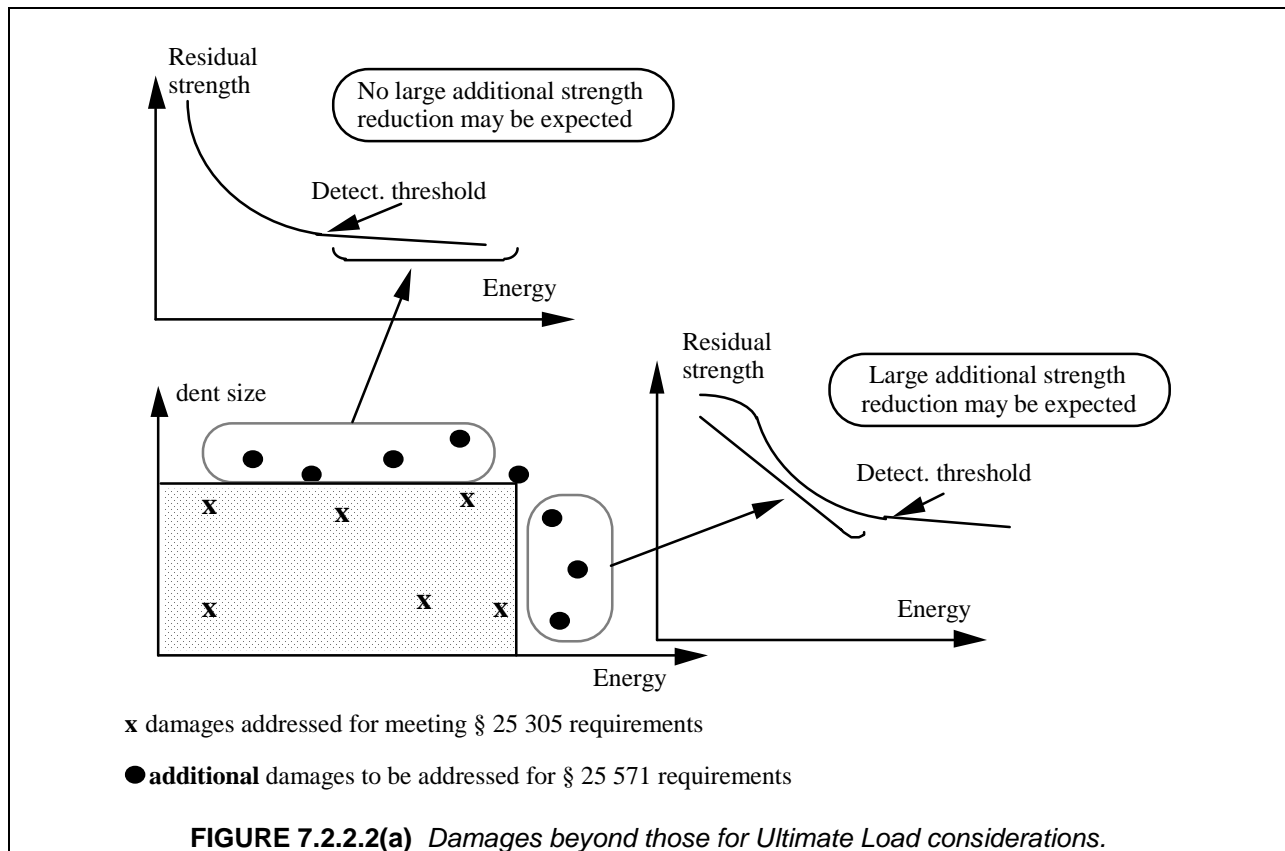 Residual
strength
No large additional strength
reduction may be expected
Detect. threshold
Energy
Residual
strength
Large additional strength
reduction may be expected
Detect. threshold
Energy
dent size
x
x
x
x
x
x
Energy
x damages addressed for meeting § 25 305 requirements
additional damages to be addressed for § 25 571 requirements
FIGURE 7.2.2.2(a) Damages beyond those for Ultimate Load considerations.